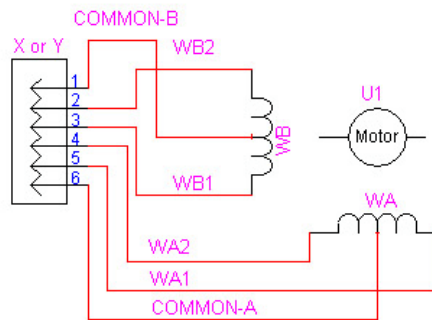 COMMON-B
X or Y
WB2
1
2
3
4
5
6
U1
Motor
WB
WB1
WA
WA2
WA1
COMMON-A